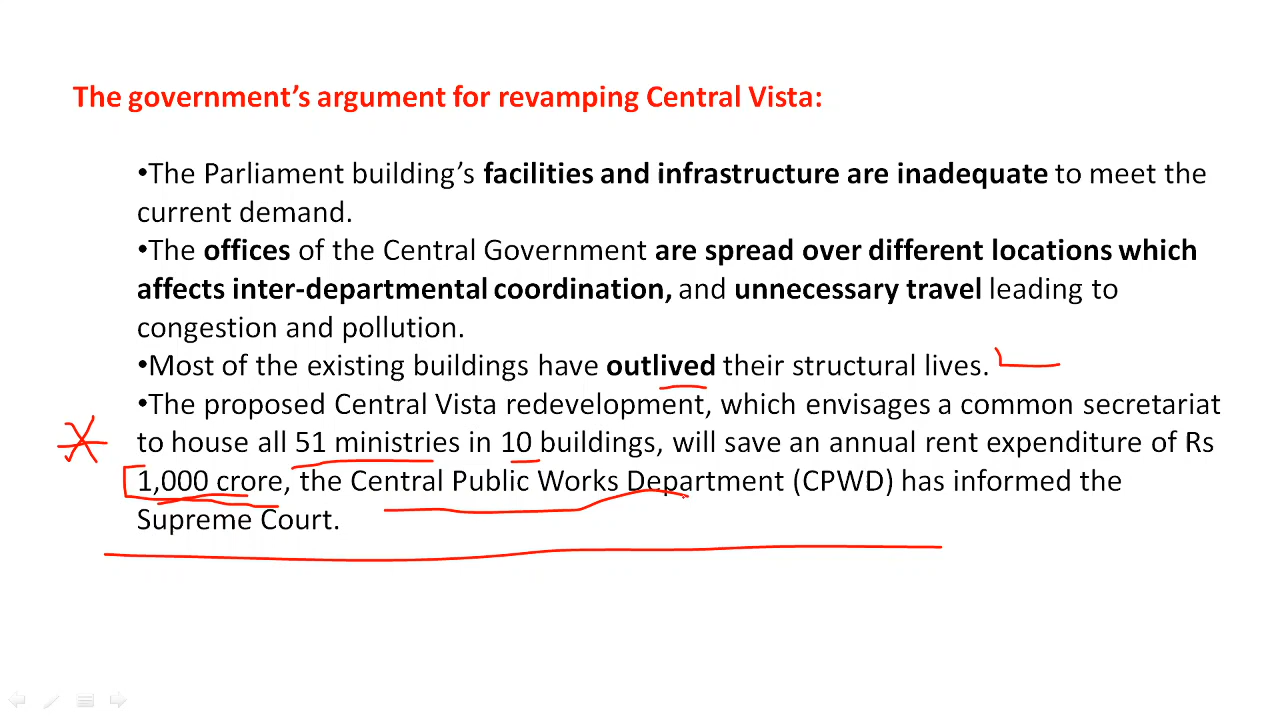 The government's argument for revamping Central Vista:
•The Parliament building's facilities and infrastructure are inadequate to meet the
current demand.
•The offices of the Central Government are spread over different locations which
affects inter-departmental coordination, and unnecessary travel leading to
congestion and pollution.
•Most of the existing buildings have outlived their structural lives.
•The proposed Central Vista redevelopment, which envisages a common secretariat
to house all 51 ministries in 10 buildings, will save an annual rent expenditure of Rs
1,000 crore, the Central Public Works Department (CPWD) has informed the
Supreme Court.